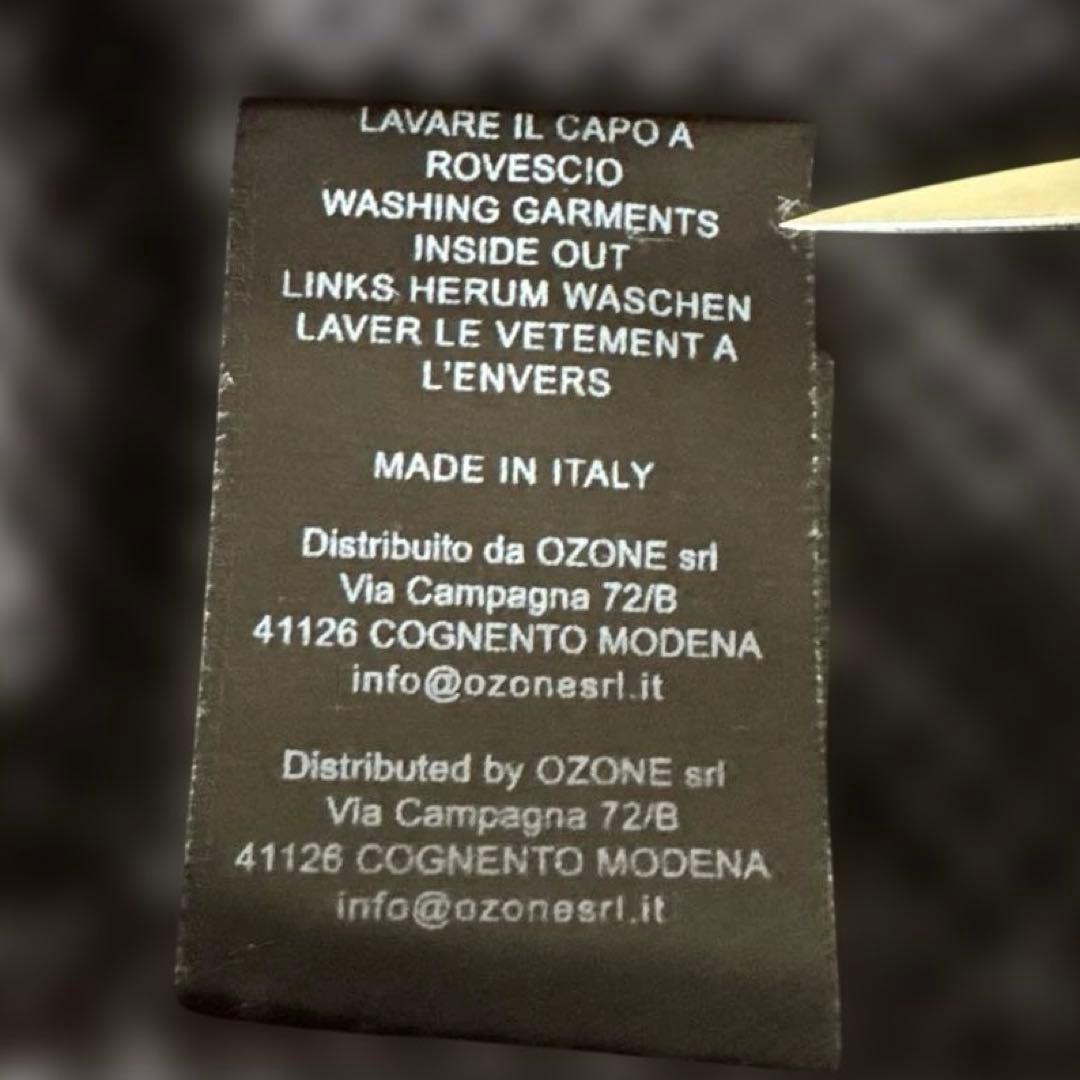 LAVARE IL CAPO A
ROVESCIO
WASHING GARMENTS
INSIDE OUT
LINKS HERUM WASCHEN
LAVER LE VETEMENT A
L'ENVERS
MADE IN ITALY
Distribuito da OZONE srl
Via Campagna 72/B
41126 COGNENTO MODENA
info@ozonesrl.it
Distributed by OZONE srl
Via Campagna 72/B
41126 COGNENTO MODENA
info@ozonesrl.it